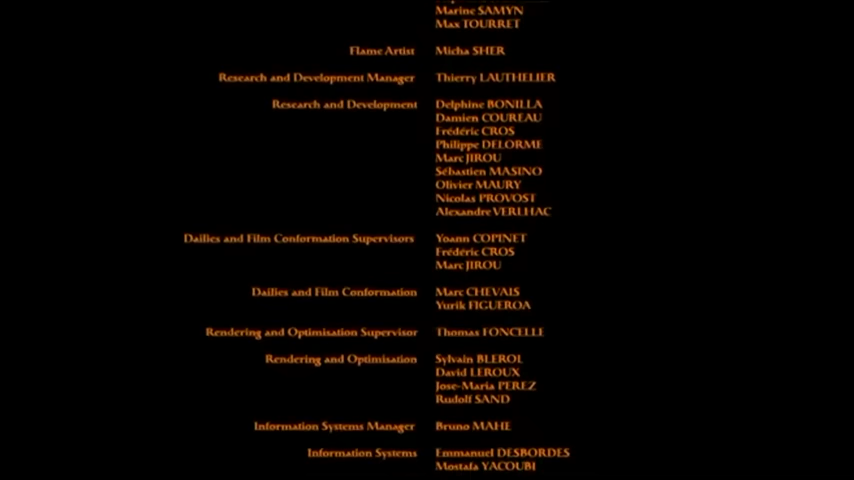 Marine SAMYN
Max TOURRET
Flame Artist Micha SHER
Research and Development Manager Thierry LAUTHELIER
Research and Development Delphine BONILLA
Damien COUREAU
Frédéric CROS
Philippe DELORME
Marc JIROU
Sébastien MASINO
Olivier MAURY
Nicolas PROVOST
Alexandre VERLHAC
Dailies and Film Conformation Supervisors Yoann COPINET
Frédéric CROS
Marc JIROU
Dailies and Film Conformation Marc CHEVAIS
Yurik FIGUEROA
Rendering and Optimisation Supervisor Thomas FONCELLE
Rendering and Optimisation Sylvain BLEROL
David LEROUX
Jose-Maria PEREZ
Rudolf SAND
Information Systems Manager Bruno MAHE
Information Systems Emmanuel DESBORDES
Mostafa YACOUBI